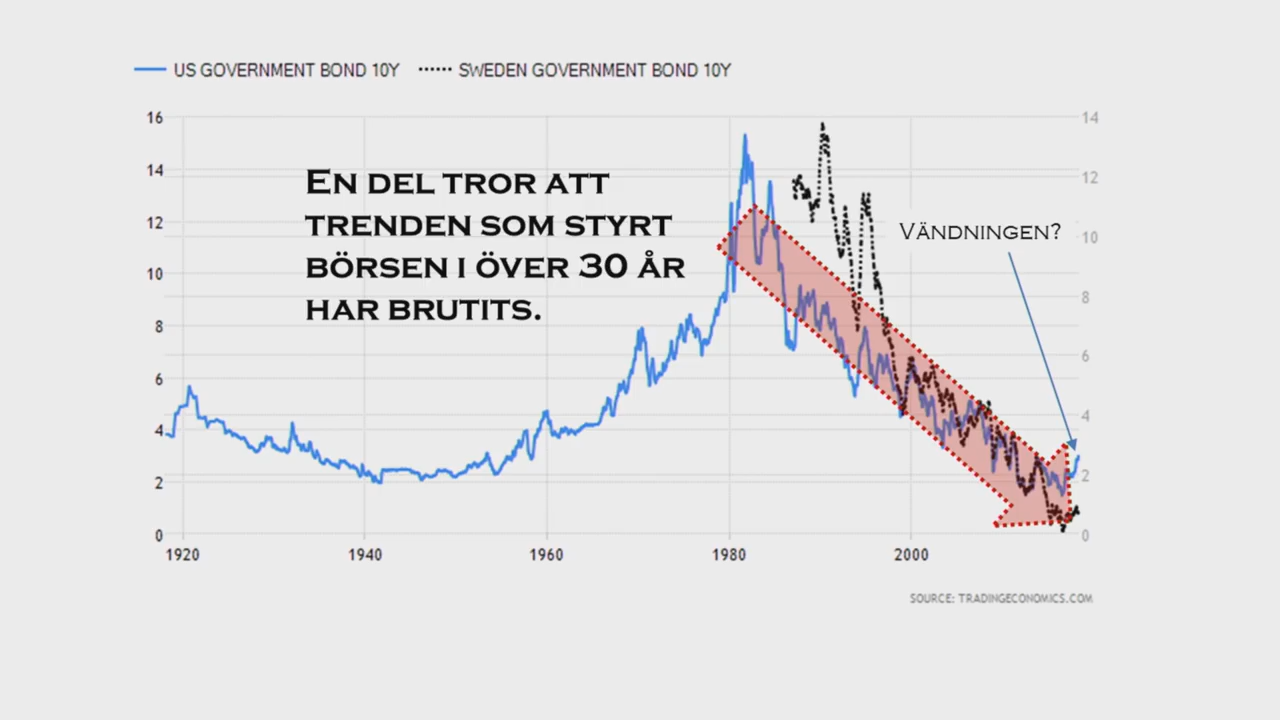 US GOVERNMENT BOND 10Y SWEDEN GOVERNMENT BOND 10Y
16 14
14 12
12 10
10 8
8 6
6 4
4 2
2 0
0
EN DEL TROR ATT
TRENDEN SOM STYRT
BÖRSEN I ÖVER 30 ÅR
HAR BRUTITS.
VÄNDNINGEN?
1920 1940 1960 1980 2000
SOURCE: TRADINGECONOMICS.COM